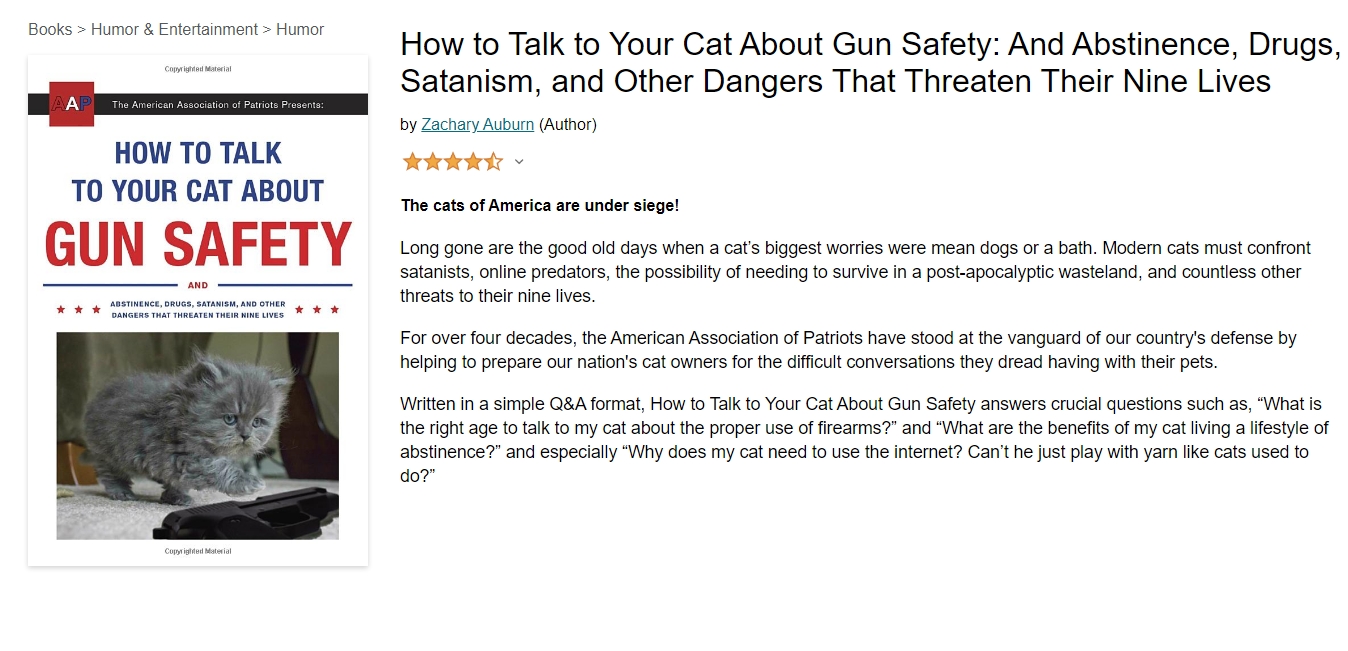 Books > Humor & Entertainment > Humor
Copyrighted Material
AAP
The American Association of Patriots Presents:
HOW TO TALK
TO YOUR CAT ABOUT
GUN SAFETY
AND
ABSTINENCE, DRUGS, SATANISM, AND OTHER
DANGERS THAT THREATEN THEIR NINE LIVES
Copyrighted Material
How to Talk to Your Cat About Gun Safety: And Abstinence, Drugs,
Satanism, and Other Dangers That Threaten Their Nine Lives
by Zachary Auburn (Author)
The cats of America are under siege!
Long gone are the good old days when a cat’s biggest worries were mean dogs or a bath. Modern cats must confront
satanists, online predators, the possibility of needing to survive in a post-apocalyptic wasteland, and countless other
threats to their nine lives.
For over four decades, the American Association of Patriots have stood at the vanguard of our country's defense by
helping to prepare our nation's cat owners for the difficult conversations they dread having with their pets.
Written in a simple Q&A format, How to Talk to Your Cat About Gun Safety answers crucial questions such as, “What is
the right age to talk to my cat about the proper use of firearms?” and “What are the benefits of my cat living a lifestyle of
abstinence?” and especially “Why does my cat need to use the internet? Can’t he just play with yarn like cats used to
do?”